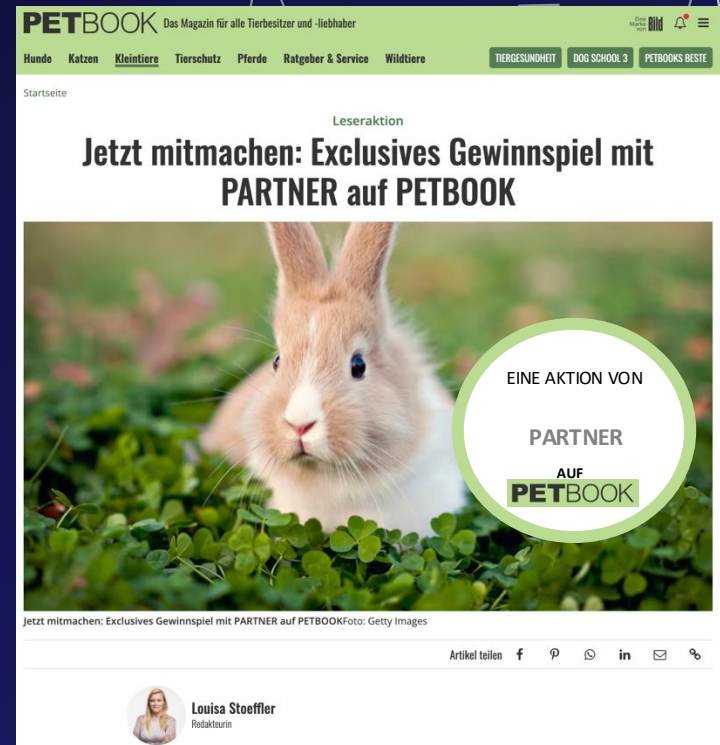 PETBOOK Das Magazin für alle Tierbesitzer und -liebhaber
Eine Marke von Bild
Hunde Katzen Kleintiere Tierschutz Pferde Ratgeber & Service Wildtiere
TIERGESUNDHEIT DOG SCHOOL 3 PETBOOKS BESTE
Startseite
Leseraktion
Jetzt mitmachen: Exclusives Gewinnspiel mit
PARTNER auf PETBOOK
EINE AKTION VON
PARTNER
AUF
PETBOOK
Jetzt mitmachen: Exclusives Gewinnspiel mit PARTNER auf PETBOOKFoto: Getty Images
Artikel teilen
Louisa Stoeffler
Redakteurin